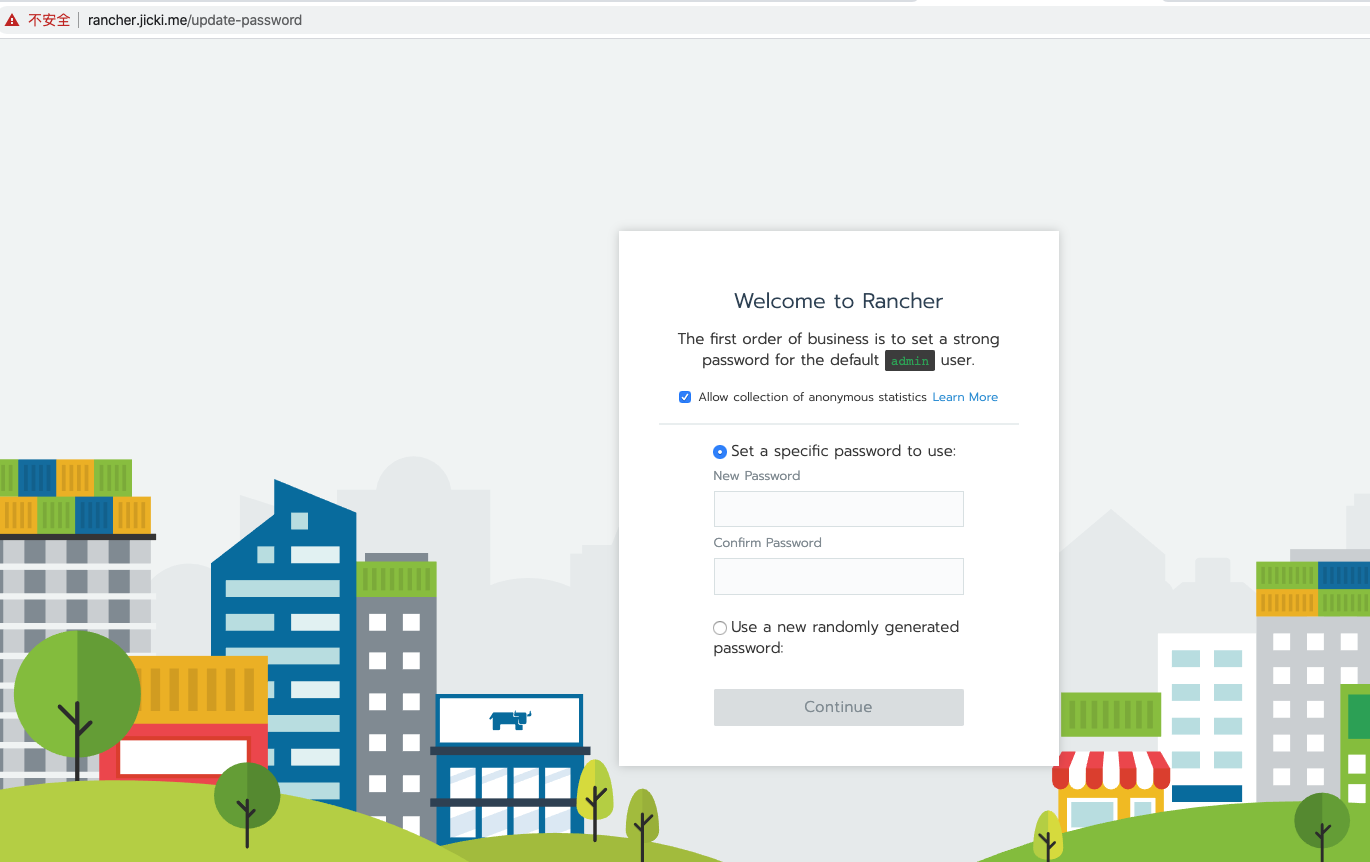 不安全 rancher.jicki.me/update-password
Welcome to Rancher
The first order of business is to set a strong
password for the default admin user.
Allow collection of anonymous statistics Learn More
Set a specific password to use:
New Password
Confirm Password
Use a new randomly generated
password:
Continue